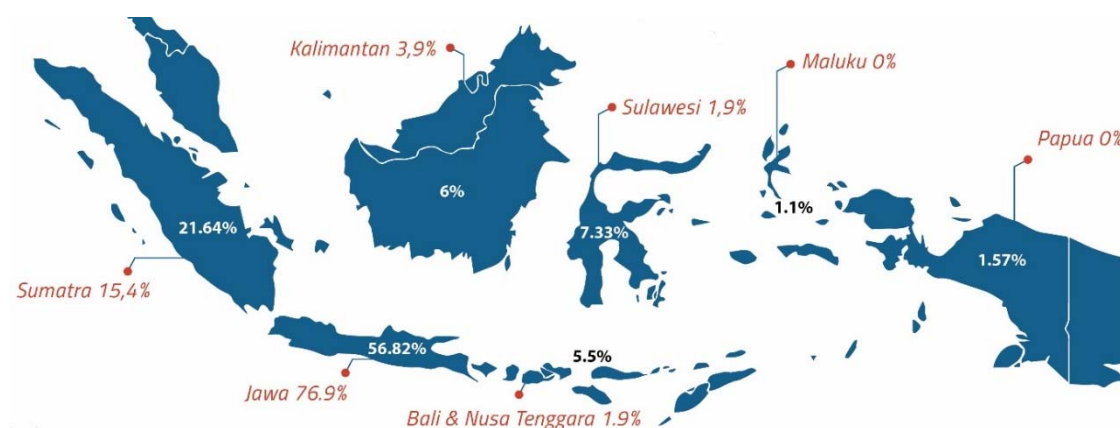 Kalimantan 3,9%
Maluku 0%
Sulawesi 1,9%
Papua 0%
6%
1.1%
21.64%
7.33%
1.57%
Sumatra 15,4%
56.82%
5.5%
Jawa 76.9%
Bali & Nusa Tenggara 1.9%